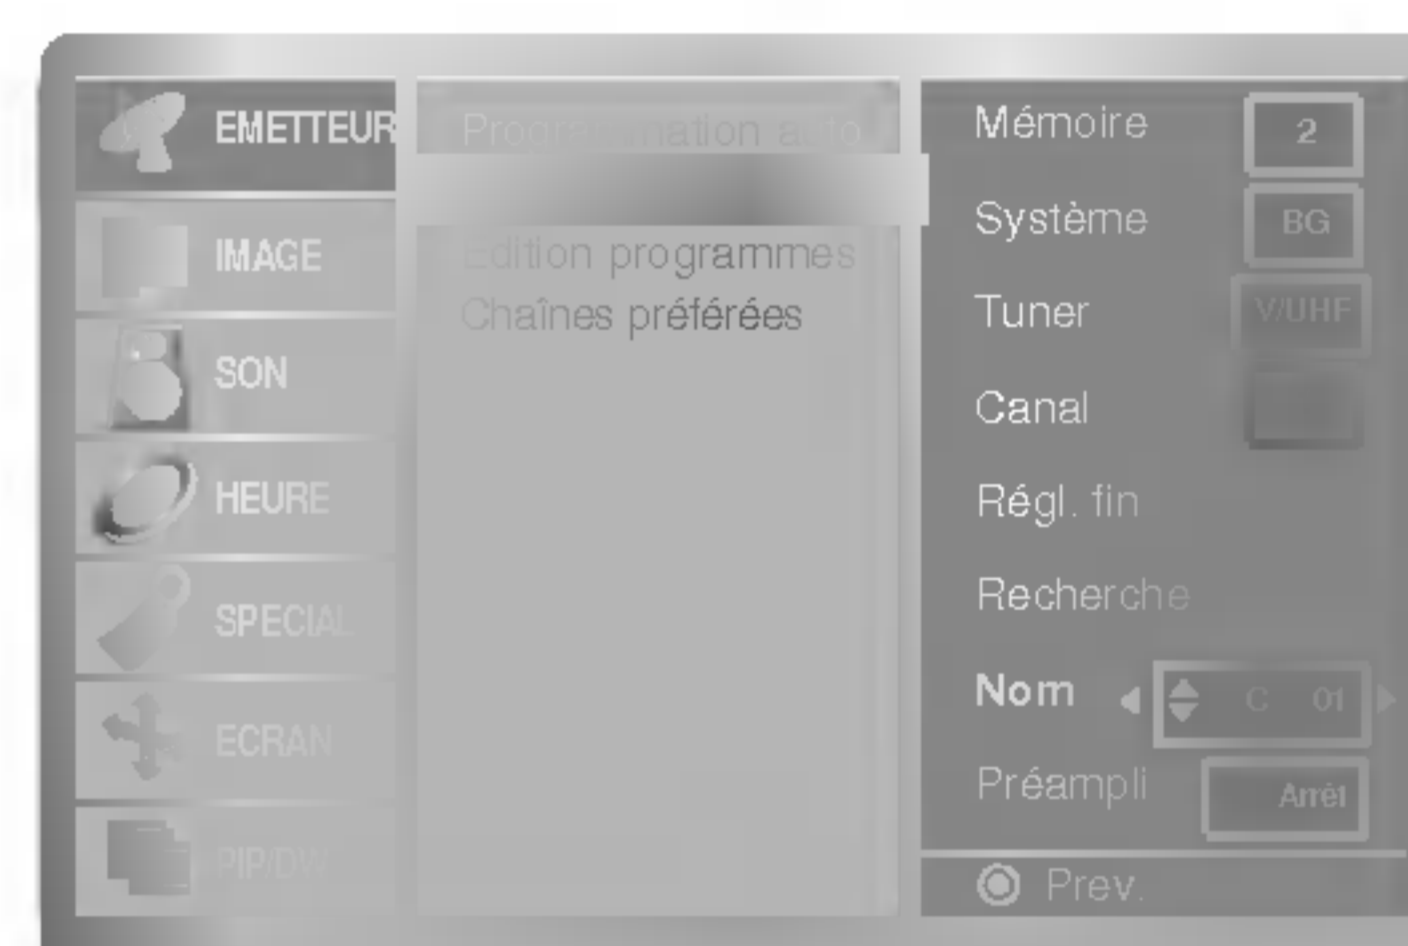 EMETTEUR
IMAGE
SON
HEURE
SPECIAL
ECRAN
PIP/DW
Programmation auto
Edition programmes
Chaînes préférées
Mémoire 2
Système BG
Tuner V/UHF
Canal
Régl. fin
Recherche
Nom C 01
Préampli Arrêt
Prev.